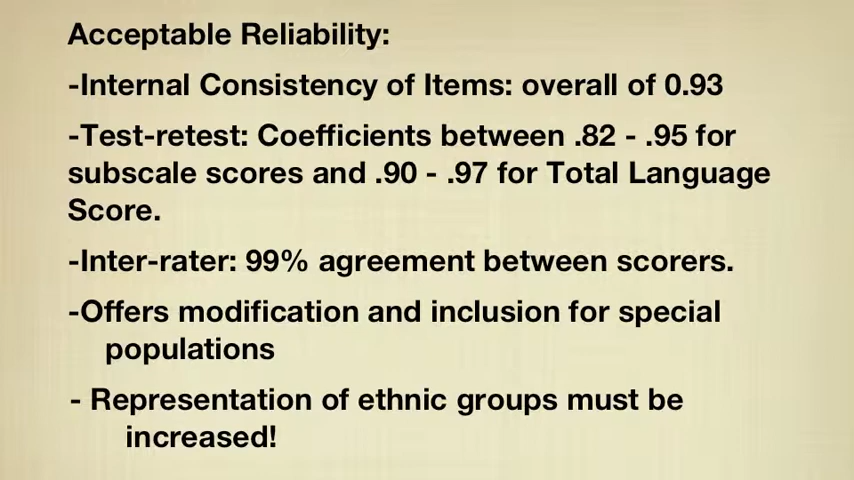 Acceptable Reliability:
-Internal Consistency of Items: overall of 0.93
-Test-retest: Coefficients between .82 - .95 for
subscale scores and .90 - .97 for Total Language
Score.
-Inter-rater: 99% agreement between scorers.
-Offers modification and inclusion for special
populations
- Representation of ethnic groups must be
increased!